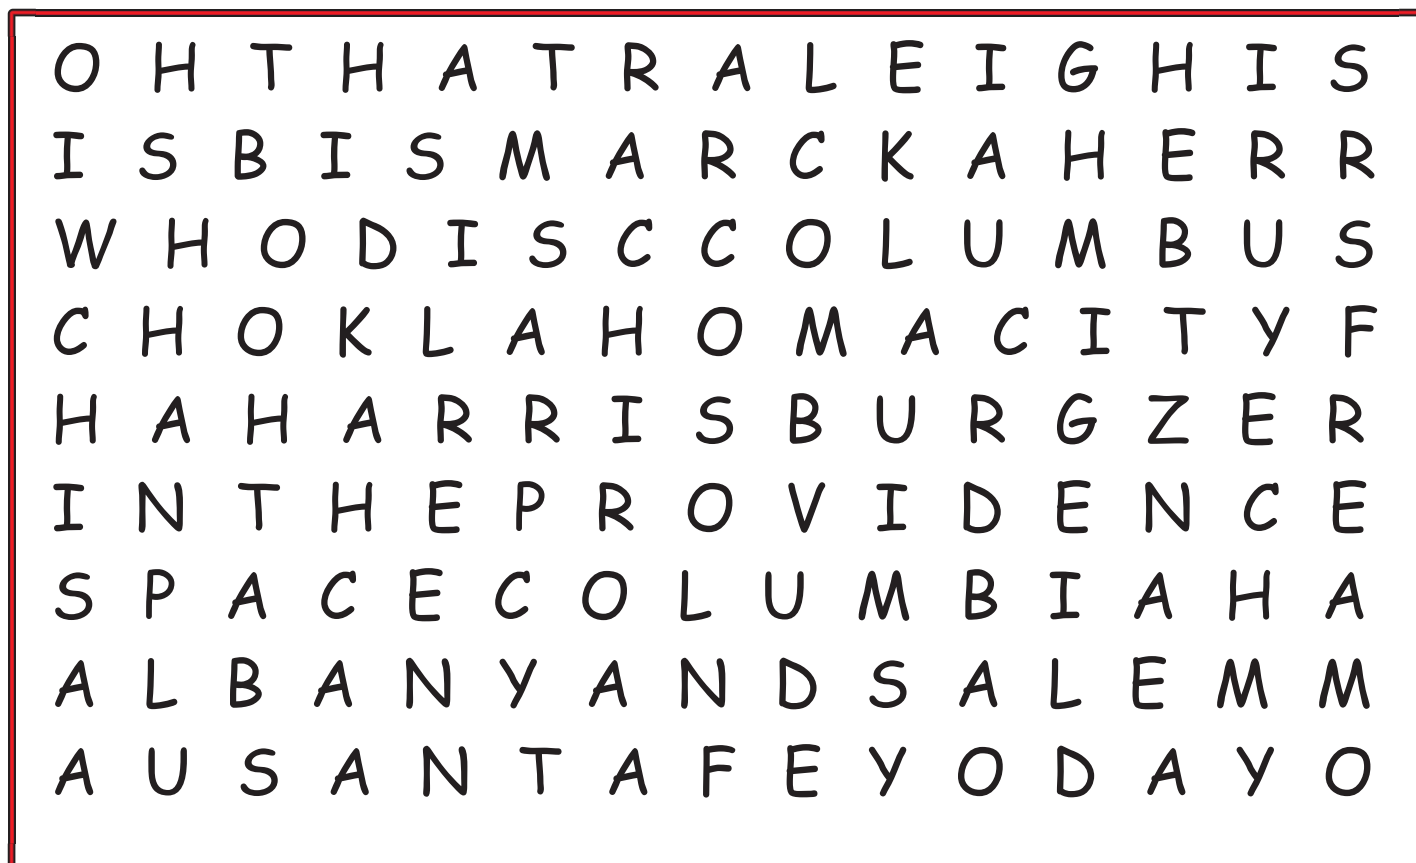 O H T H A T R A L E I G H I S
I S B I S M A R C K A H E R R
W H O D I S C C O L U M B U S
C H O K L A H O M A C I T Y F
H A H A R R I S B U R G Z E R
I N T H E P R O V I D E N C E
S P A C E C O L U M B I A H A
A L B A N Y A N D S A L E M M
A U S A N T A F E Y O D A Y O